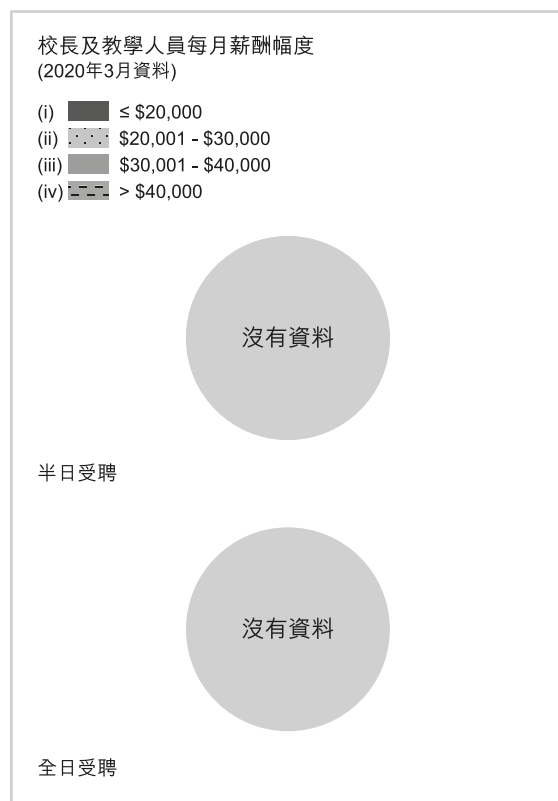 校長及教學人員每月薪酬幅度
(2020年3月資料)
(i) ≤ $20,000
(ii) $20,001 - $30,000
(iii) $30,001 - $40,000
(iv) > $40,000
沒有資料
半日受聘
沒有資料
全日受聘